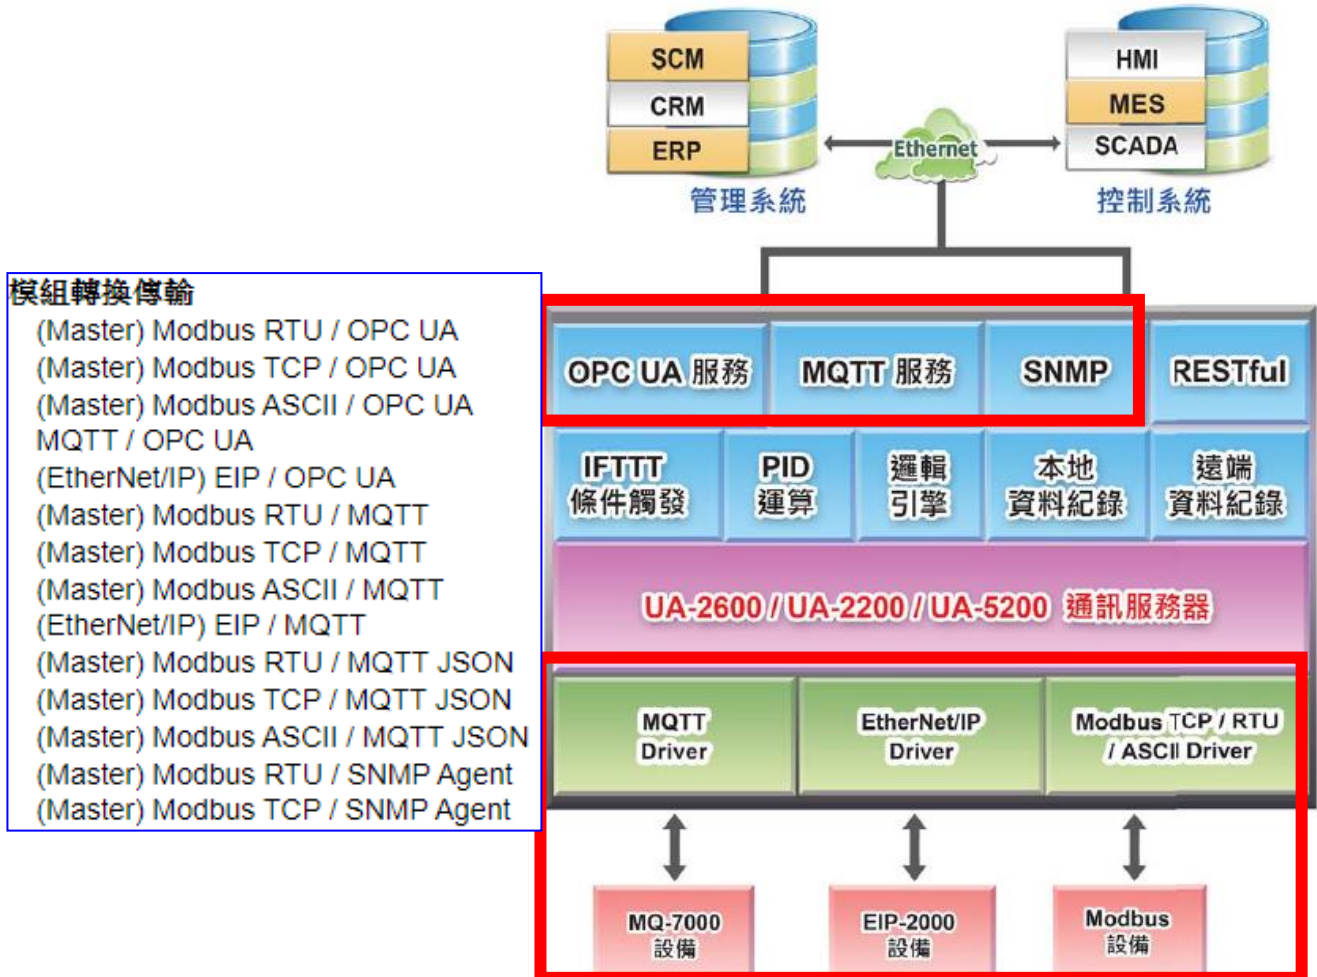 SCM
CRM
ERP
管理系統
Ethernet
HMI
MES
SCADA
控制系統
模組轉換傳輸
(Master) Modbus RTU / OPC UA
(Master) Modbus TCP / OPC UA
(Master) Modbus ASCII / OPC UA
MQTT / OPC UA
(EtherNet/IP) EIP / OPC UA
(Master) Modbus RTU / MQTT
(Master) Modbus TCP / MQTT
(Master) Modbus ASCII / MQTT
(EtherNet/IP) EIP / MQTT
(Master) Modbus RTU / MQTT JSON
(Master) Modbus TCP / MQTT JSON
(Master) Modbus ASCII / MQTT JSON
(Master) Modbus RTU / SNMP Agent
(Master) Modbus TCP / SNMP Agent
OPC UA 服務
MQTT 服務
SNMP
RESTful
IFTTT
條件觸發
PID
運算
邏輯
引擎
本地
資料紀錄
遠端
資料紀錄
UA-2600 / UA-2200 / UA-5200 通訊服務器
MQTT
Driver
EtherNet/IP
Driver
Modbus TCP / RTU
/ ASCII Driver
MQ-7000
設備
EIP-2000
設備
Modbus
設備